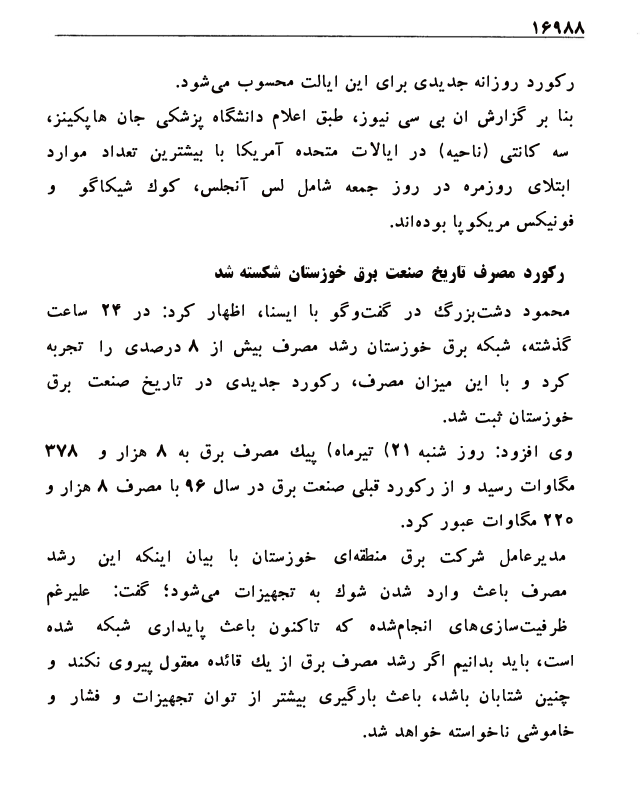 ۱۶۹۸۸
رکورد روزانه جدیدی برای این ایالت محسوب می‌شود.
بنا بر گزارش ان بی سی نیوز، طبق اعلام دانشگاه پزشکی جان هاپکینز،
سه کانتی (ناحیه) در ایالات متحده آمریکا با بیشترین تعداد موارد
ابتلای روزمره در روز جمعه شامل لس آنجلس، کوك شیکاگو و
فونیکس مریکوپا بوده‌اند.
رکورد مصرف تاریخ صنعت برق خوزستان شکسته شد
محمود دشت‌بزرگ در گفت‌وگو با ایسنا، اظهار کرد: در ۲۴ ساعت
گذشته، شبکه برق خوزستان رشد مصرف بیش از ۸ درصدی را تجربه
کرد و با این میزان مصرف، رکورد جدیدی در تاریخ صنعت برق
خوزستان ثبت شد.
وی افزود: روز شنبه ۲۱) تیرماه) پیك مصرف برق به ۸ هزار و ۳۷۸
مگاوات رسید و از رکورد قبلی صنعت برق در سال ۹۶ با مصرف ۸ هزار و
۲۲۰ مگاوات عبور کرد.
مدیرعامل شرکت برق منطقه‌ای خوزستان با بیان اینکه این رشد
مصرف باعث وارد شدن شوك به تجهیزات می‌شود؛ گفت: علیرغم
ظرفیت‌سازی‌های انجام‌شده که تاکنون باعث پایداری شبکه شده
است، باید بدانیم اگر رشد مصرف برق از یك قائده معقول پیروی نکند و
چنین شتابان باشد، باعث بارگیری بیشتر از توان تجهیزات و فشار و
خاموشی ناخواسته خواهد شد.